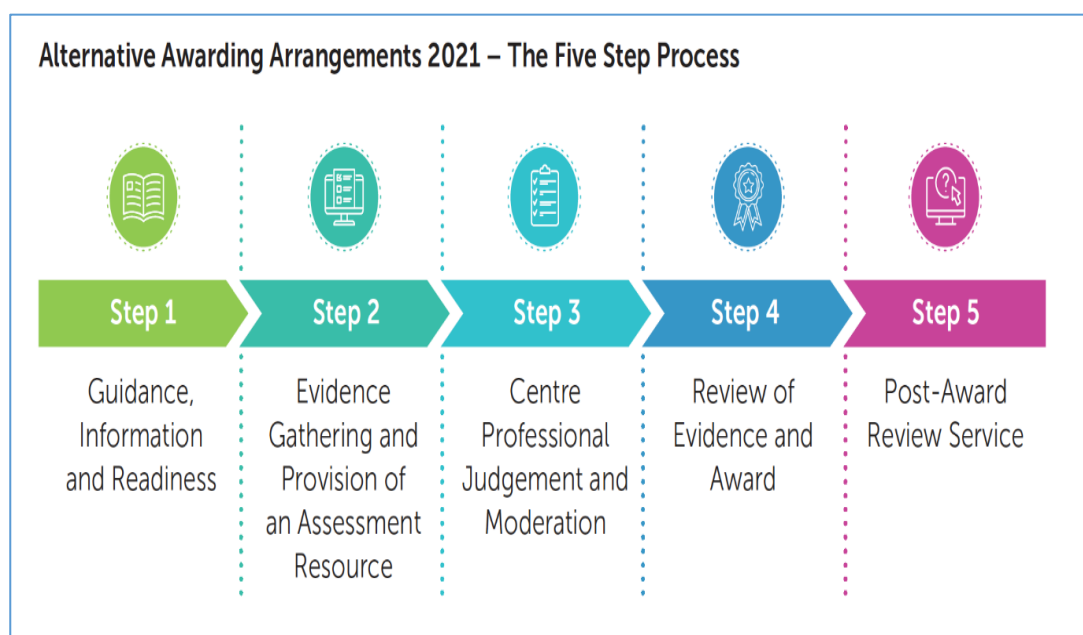 Alternative Awarding Arrangements 2021 – The Five Step Process
Step 1
Guidance,
Information
and Readiness
Step 2
Evidence
Gathering and
Provision of
an Assessment
Resource
Step 3
Centre
Professional
Judgement and
Moderation
Step 4
Review of
Evidence and
Award
Step 5
Post-Award
Review Service